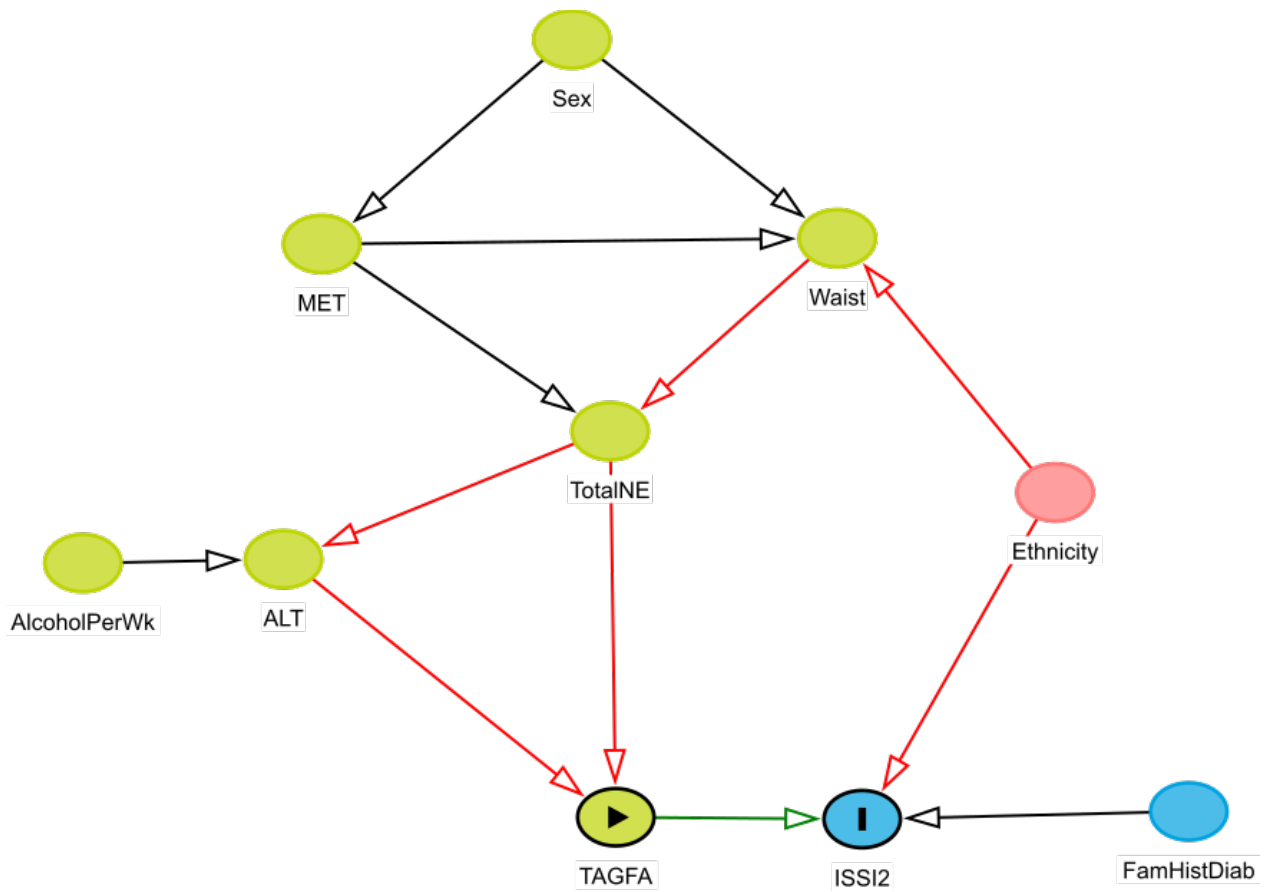 Sex
MET
Waist
TotalNE
Ethnicity
AlcoholPerWk
ALT
TAGFA
ISSI2
FamHistDiab